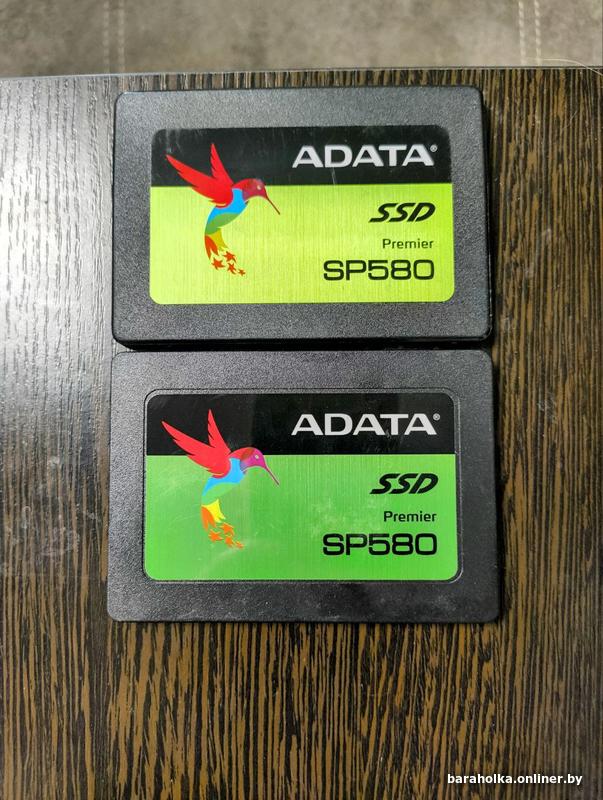 ADATA®
SSD
Premier
SP580
ADATA®
SSD
Premier
SP580
baraholka.onliner.by